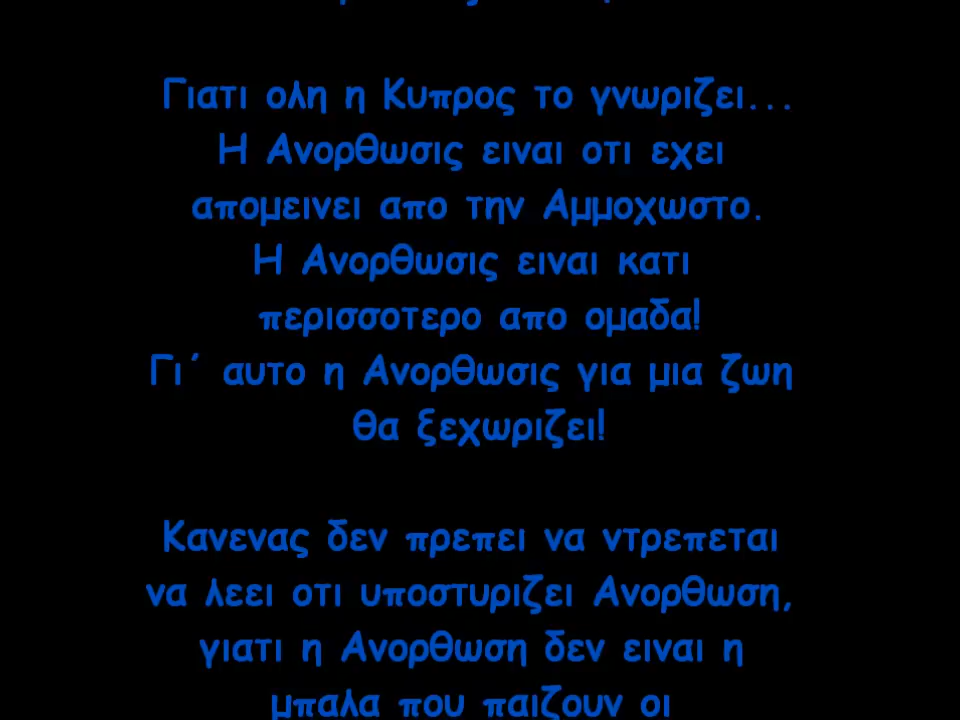 Γιατι ολη η Κυπρος το γνωριζει...
Η Ανορθωσις ειναι οτι εχει
απομεινει απο την Αμμοχωστο.
Η Ανορθωσις ειναι κατι
περισσοτερο απο ομαδα!
Γι΄ αυτο η Ανορθωσις για μια ζωη
θα ξεχωριζει!
Κανενας δεν πρεπει να ντρεπεται
να λεει οτι υποστυριζει Ανορθωση,
γιατι η Ανορθωση δεν ειναι η
μπαλα που παιζουν οι